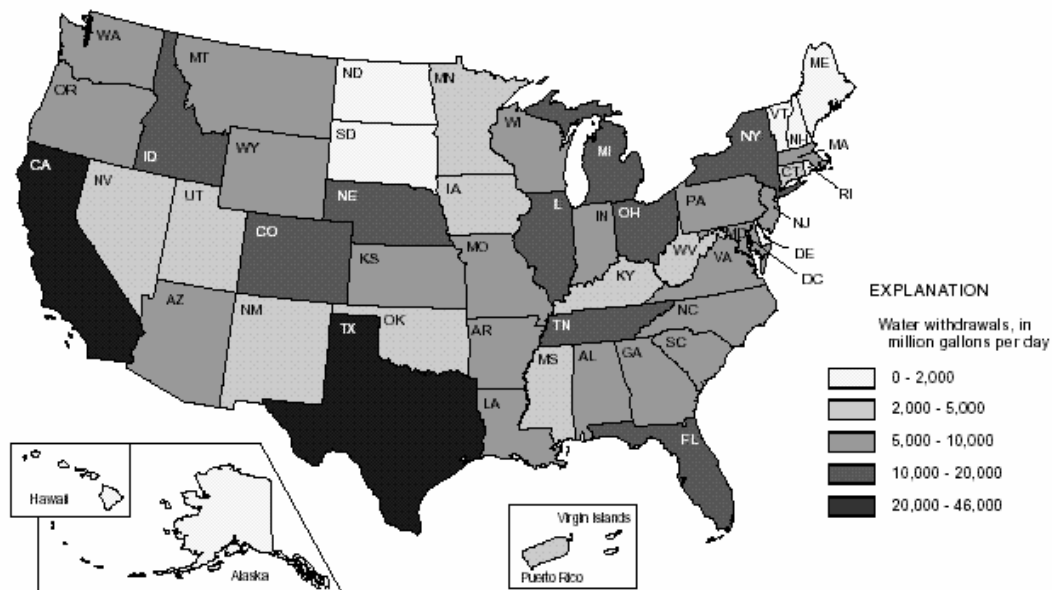 WA
MT
ND
MN
ME
OR
VT
SD
WI
NY
NH
MA
ID
WY
MI
CA
CT
RI
NV
IA
UT
NE
PA
IL
IN
OH
NJ
CO
MD
DE
WV
VA
DC
KS
MO
KY
AZ
NC
NM
OK
TN
TX
AR
SC
MS
AL
GA
LA
FL
EXPLANATION
Water withdrawals, in
million gallons per day
0 - 2,000
2,000 - 5,000
5,000 - 10,000
10,000 - 20,000
20,000 - 46,000
Hawaii
Alaska
Virgin Islands
Puerto Rico